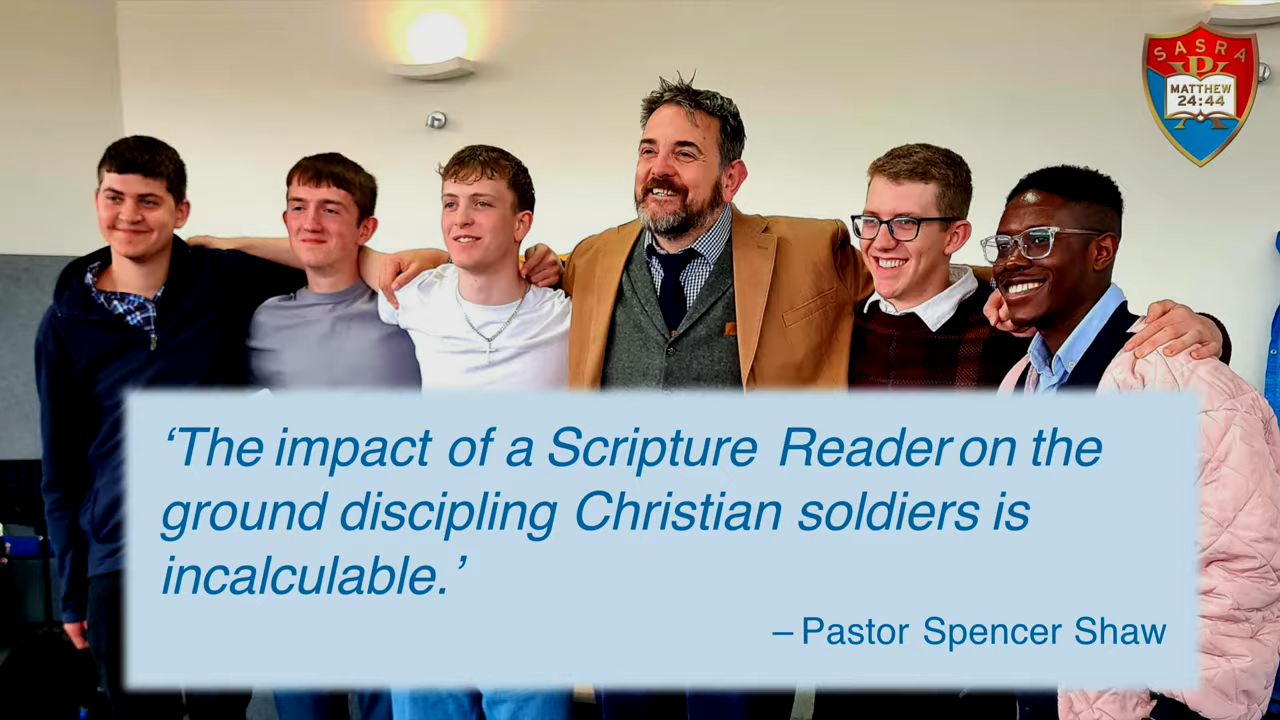 SASRA
MATTHEW
24:44
‘The impact of a Scripture Reader on the
ground discipling Christian soldiers is
incalculable.’
– Pastor Spencer Shaw